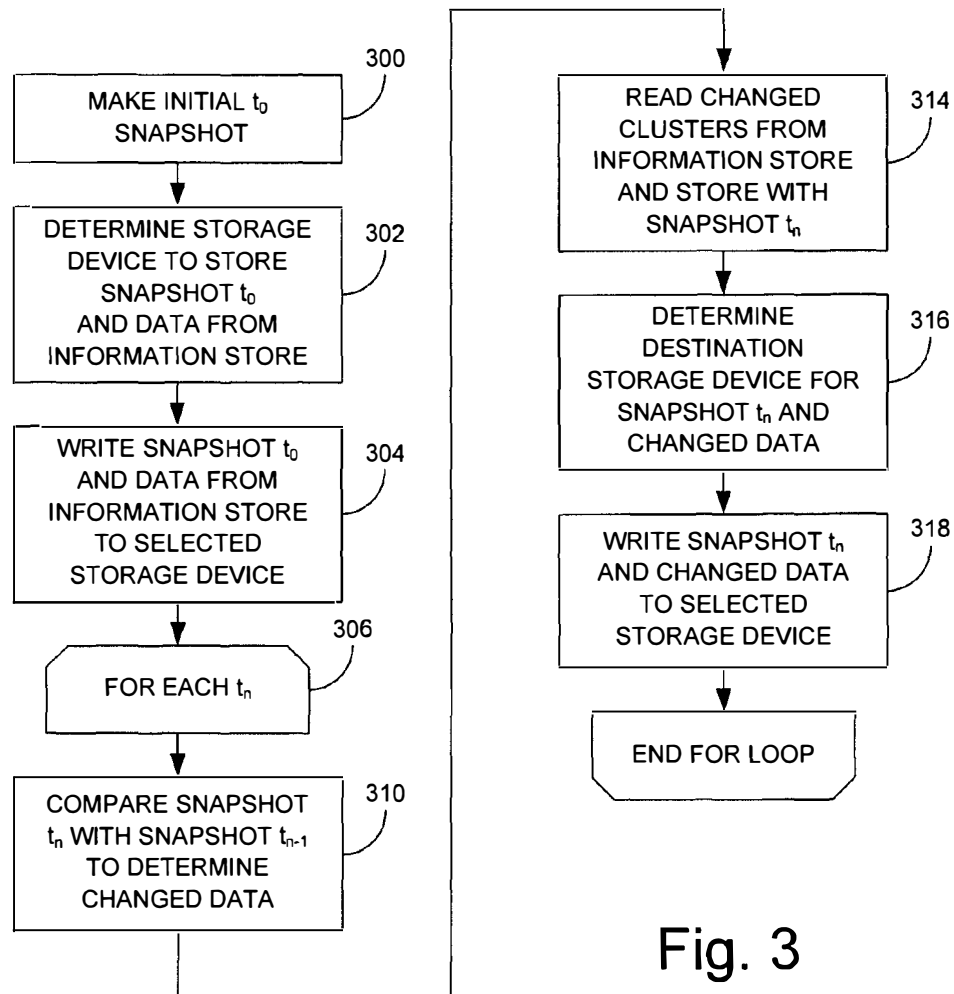 300
MAKE INITIAL t0
SNAPSHOT
302
DETERMINE STORAGE
DEVICE TO STORE
SNAPSHOT t0
AND DATA FROM
INFORMATION STORE
304
WRITE SNAPSHOT t0
AND DATA FROM
INFORMATION STORE
TO SELECTED
STORAGE DEVICE
306
FOR EACH tn
310
COMPARE SNAPSHOT
tn WITH SNAPSHOT tn-1
TO DETERMINE
CHANGED DATA
314
READ CHANGED
CLUSTERS FROM
INFORMATION STORE
AND STORE WITH
SNAPSHOT tn
316
DETERMINE
DESTINATION
STORAGE DEVICE FOR
SNAPSHOT tn AND
CHANGED DATA
318
WRITE SNAPSHOT tn
AND CHANGED DATA
TO SELECTED
STORAGE DEVICE
END FOR LOOP
Fig. 3